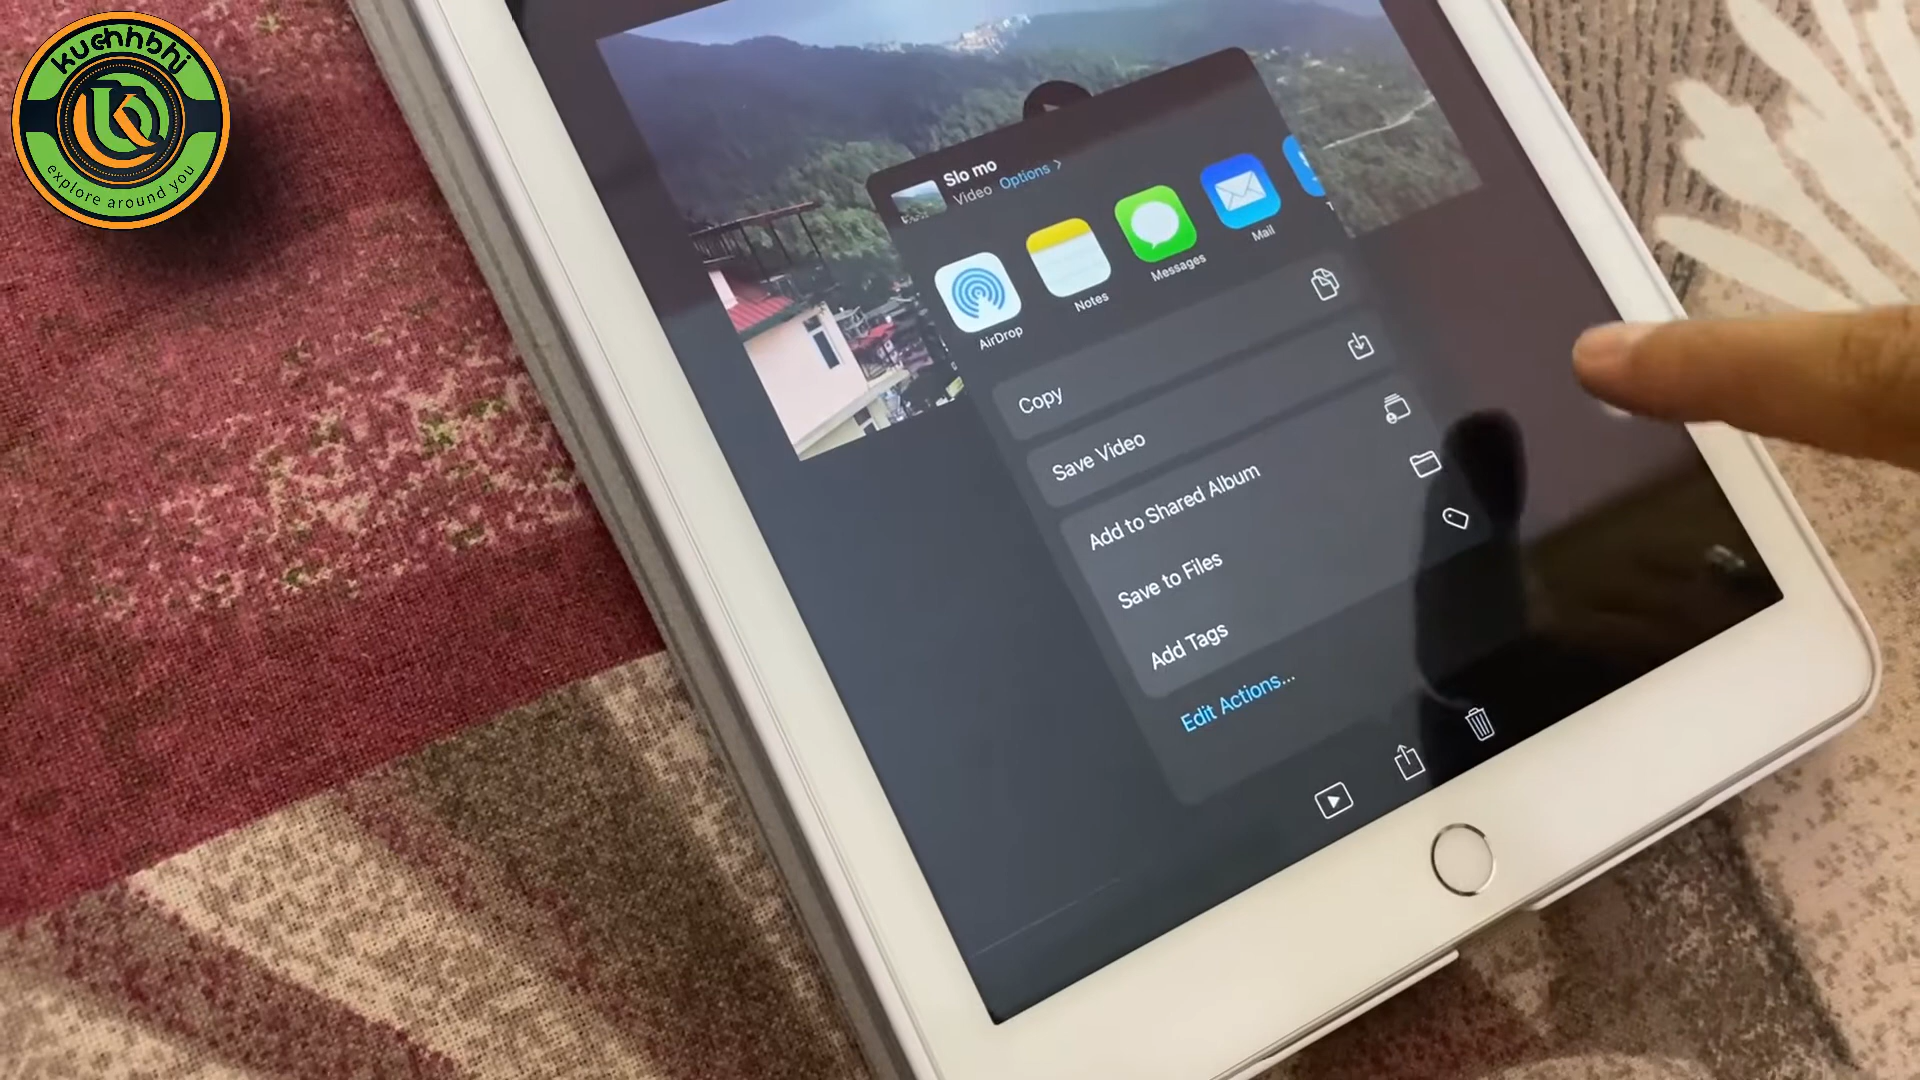 kuchhbhi
explore around you
Slo mo
Video Options >
AirDrop
Notes
Messages
Mail
Copy
Save Video
Add to Shared Album
Save to Files
Add Tags
Edit Actions...